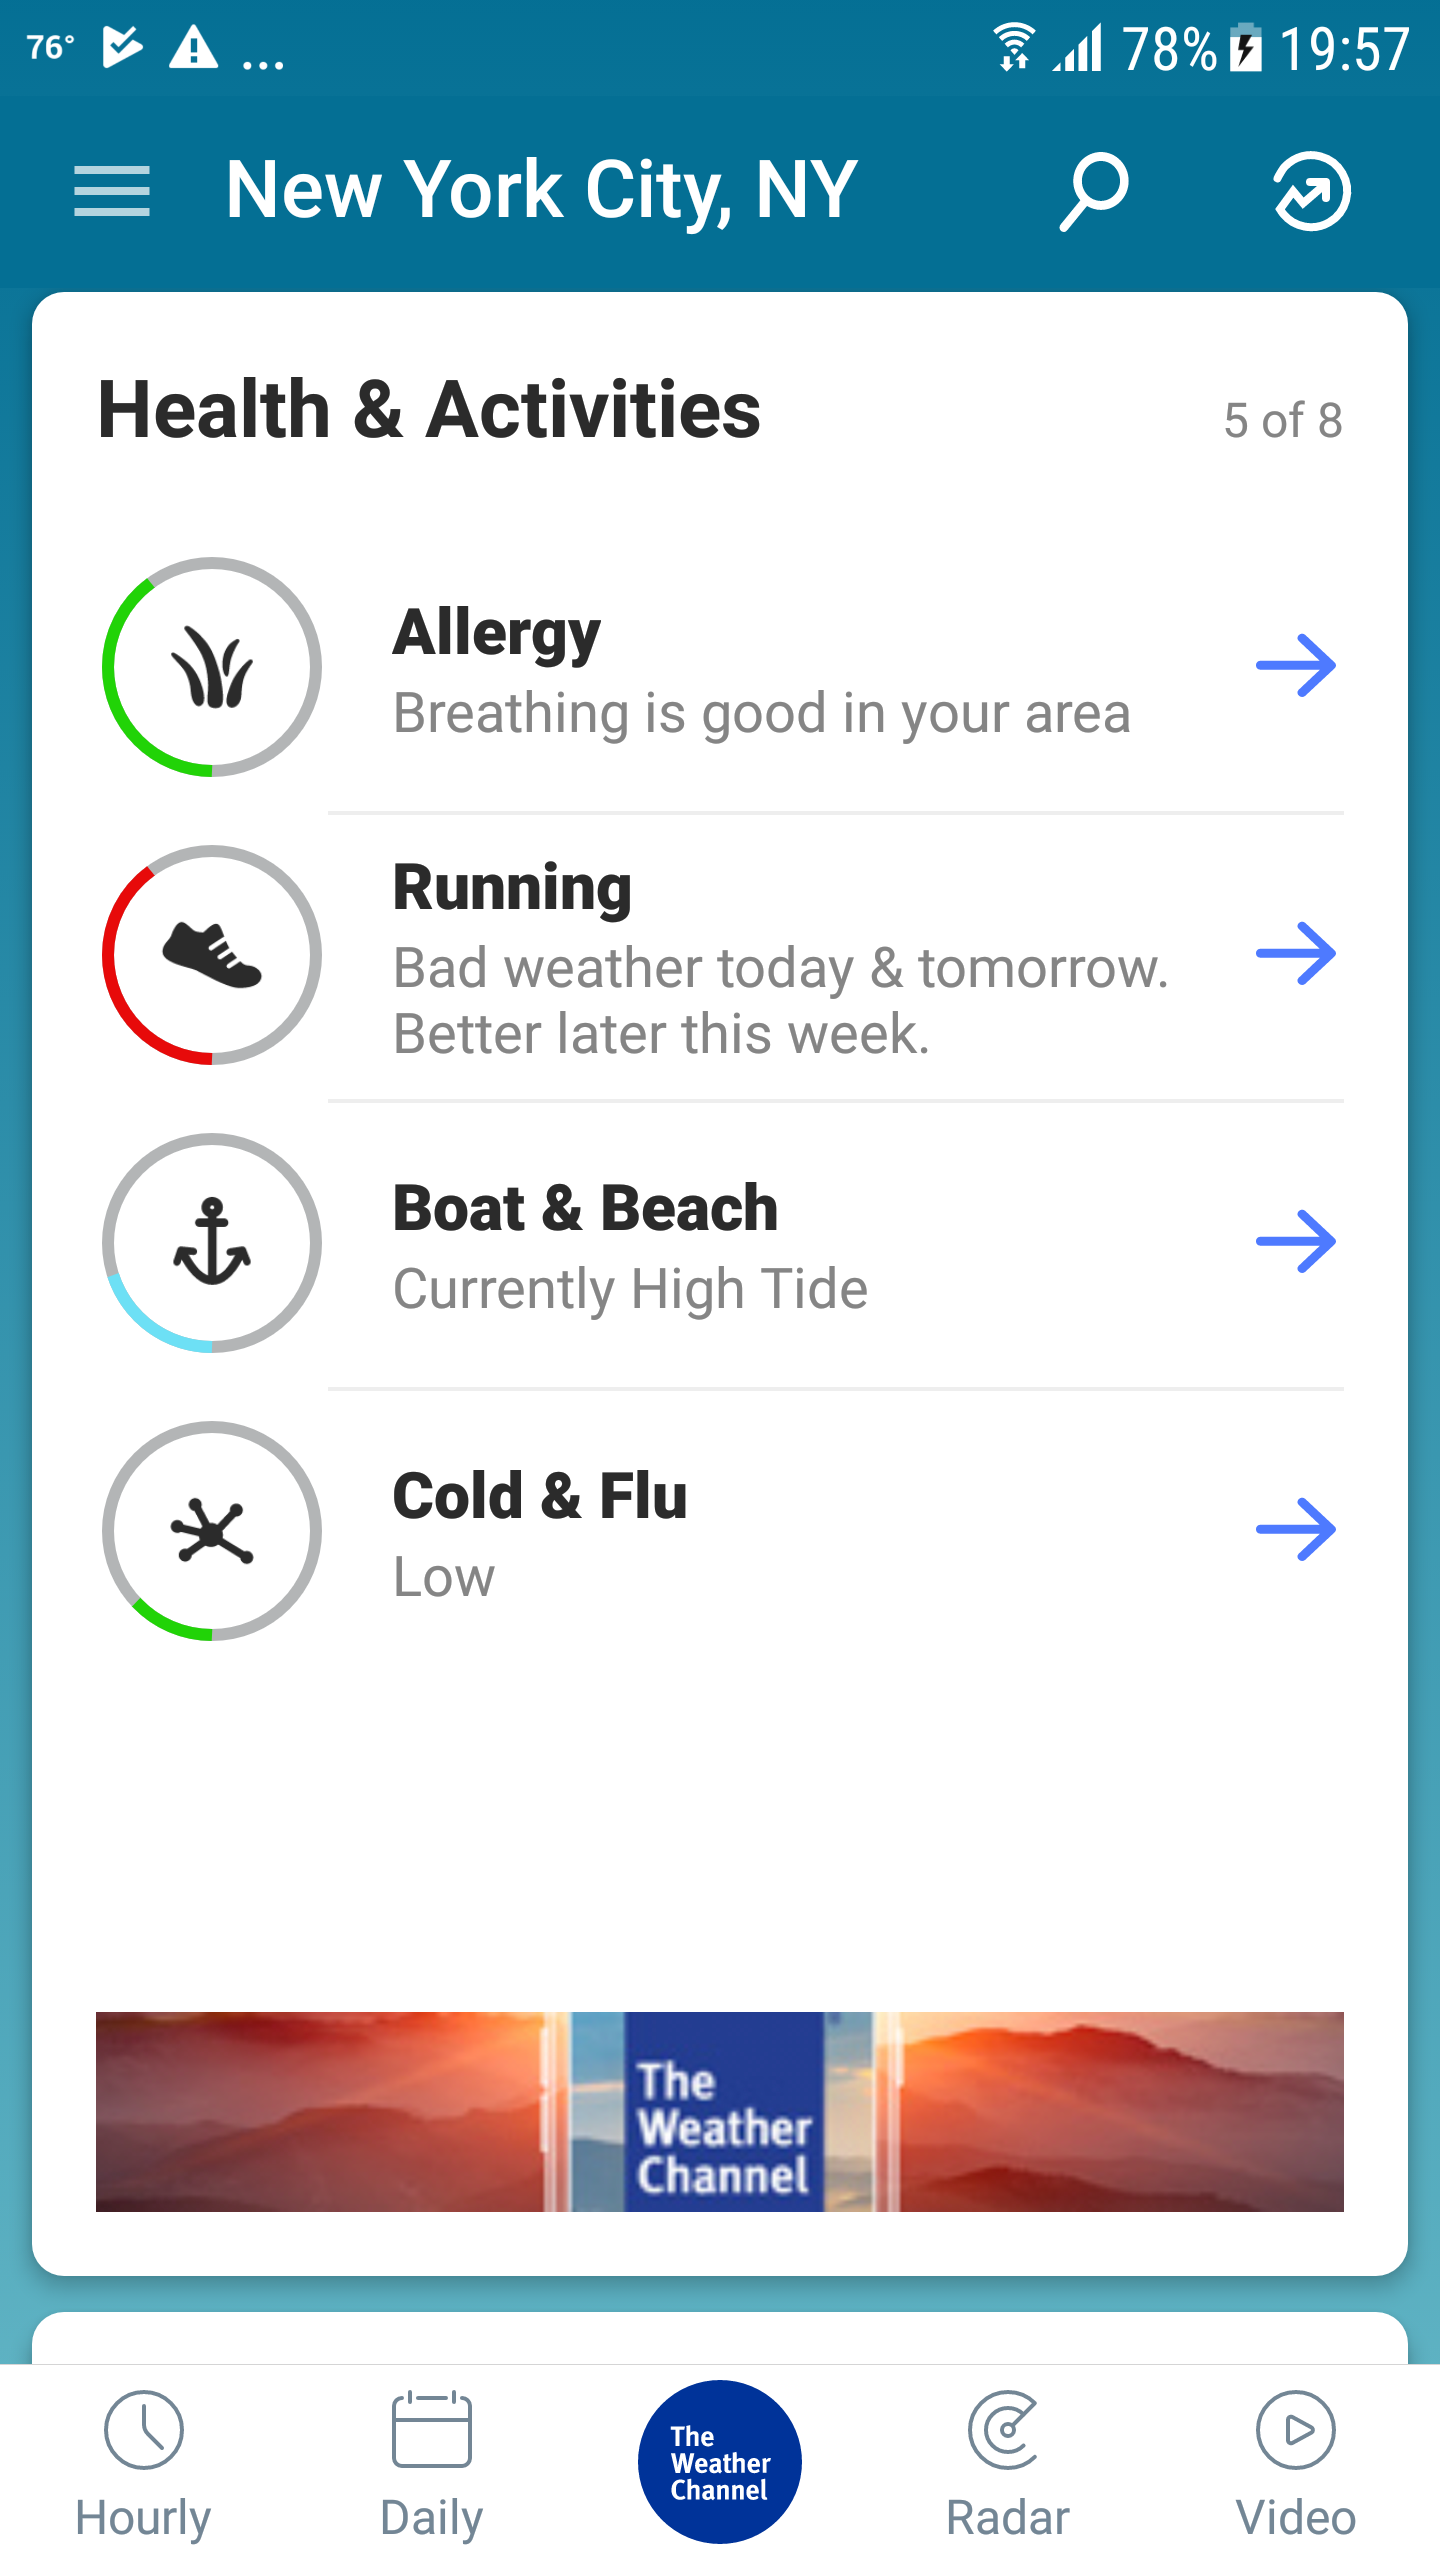 76° ... 78% 19:57
New York City, NY
Health & Activities
5 of 8
Allergy
Breathing is good in your area
Running
Bad weather today & tomorrow.
Better later this week.
Boat & Beach
Currently High Tide
Cold & Flu
Low
The
Weather
Channel
Hourly
Daily
The
Weather
Channel
Radar
Video